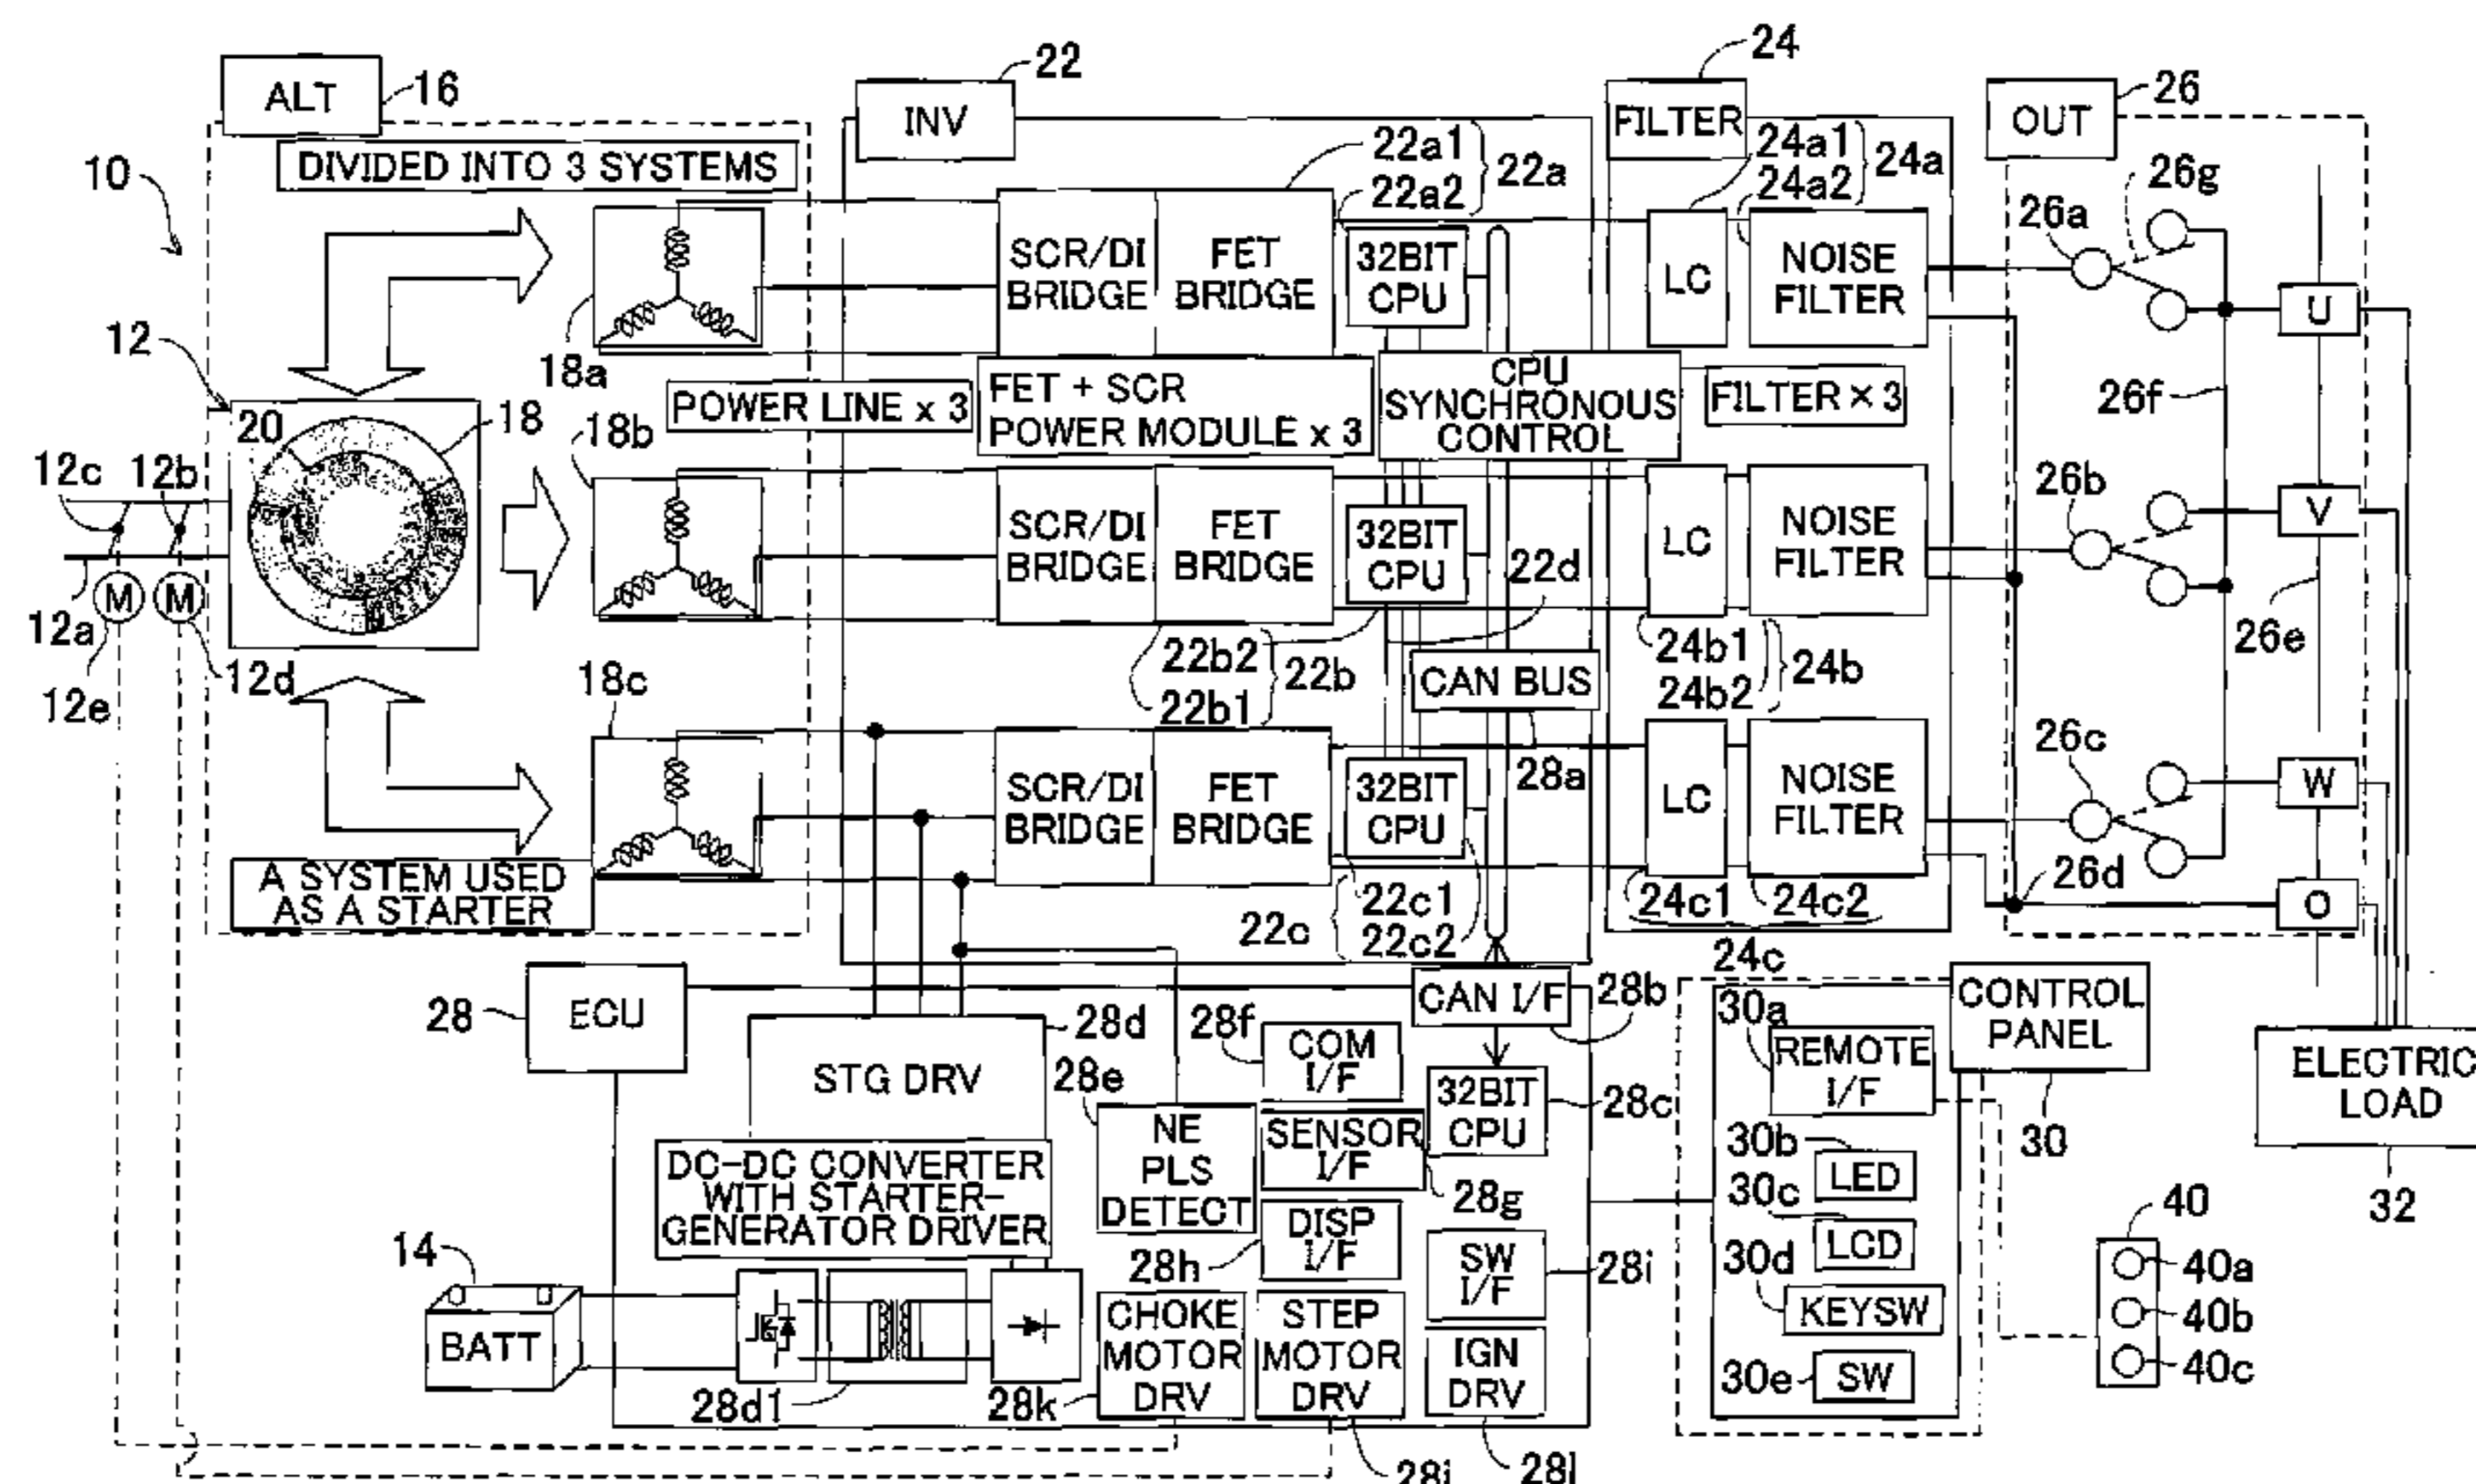 ALT
16
22
INV
24
FILTER
OUT
26
10
DIVIDED INTO 3 SYSTEMS
22a1
22a2
22a
24a1
24a2
24a
26g
26a
SCR/DI
BRIDGE
FET
BRIDGE
32BIT
CPU
LC
NOISE
FILTER
U
18a
12
20
18
POWER LINE x 3
FET + SCR
POWER MODULE x 3
CPU
SYNCHRONOUS
CONTROL
FILTER × 3
26f
18b
12c
12b
26b
V
SCR/DI
BRIDGE
FET
BRIDGE
32BIT
CPU
22d
LC
NOISE
FILTER
M
M
12a
12e
12d
26e
22b2
22b1
22b
CAN BUS
24b1
24b2
24b
18c
26c
28a
SCR/DI
BRIDGE
FET
BRIDGE
32BIT
CPU
LC
NOISE
FILTER
W
A SYSTEM USED
AS A STARTER
22c1
22c2
22c
24c1
24c2
24c
26d
O
28
ECU
28d
28f
CAN I/F
28b
CONTROL
PANEL
30a
STG DRV
28e
COM
I/F
32BIT
CPU
28c
REMOTE
I/F
30
ELECTRIC
LOAD
32
NE
PLS
DETECT
SENSOR
I/F
28g
30b
LED
DC-DC CONVERTER
WITH STARTER-
GENERATOR DRIVER
DISP
I/F
28h
SW
I/F
28i
30c
LCD
30d
KEYSW
30e
SW
40
40a
40b
40c
14
BATT
28d1
28k
CHOKE
MOTOR
DRV
STEP
MOTOR
DRV
IGN
DRV
28j